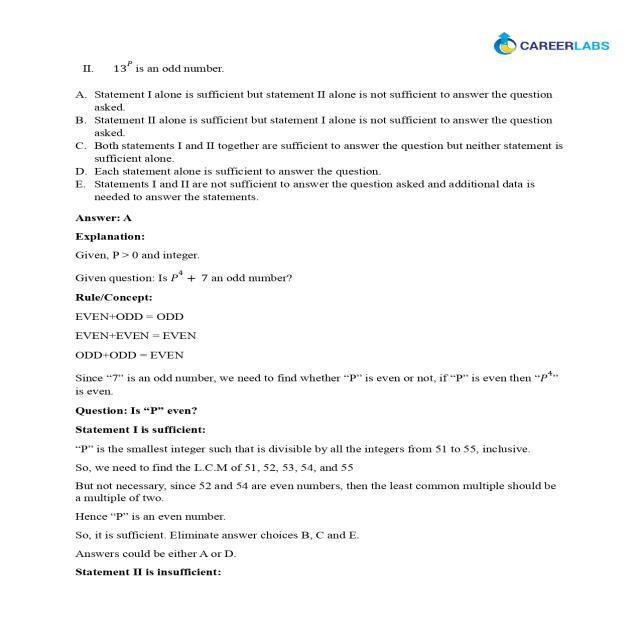 CAREERLABS
II. 13^P is an odd number.
A. Statement I alone is sufficient but statement II alone is not sufficient to answer the question
asked.
B. Statement II alone is sufficient but statement I alone is not sufficient to answer the question
asked.
C. Both statements I and II together are sufficient to answer the question but neither statement is
sufficient alone.
D. Each statement alone is sufficient to answer the question.
E. Statements I and II are not sufficient to answer the question asked and additional data is
needed to answer the statements.
Answer: A
Explanation:
Given, P > 0 and integer.
Given question: Is P^4 + 7 an odd number?
Rule/Concept:
EVEN+ODD = ODD
EVEN+EVEN = EVEN
ODD+ODD = EVEN
Since “7” is an odd number, we need to find whether “P” is even or not, if “P” is even then “P^4”
is even.
Question: Is “P” even?
Statement I is sufficient:
“P” is the smallest integer such that is divisible by all the integers from 51 to 55, inclusive.
So, we need to find the L.C.M of 51, 52, 53, 54, and 55
But not necessary, since 52 and 54 are even numbers, then the least common multiple should be
a multiple of two.
Hence “P” is an even number.
So, it is sufficient. Eliminate answer choices B, C and E.
Answers could be either A or D.
Statement II is insufficient: